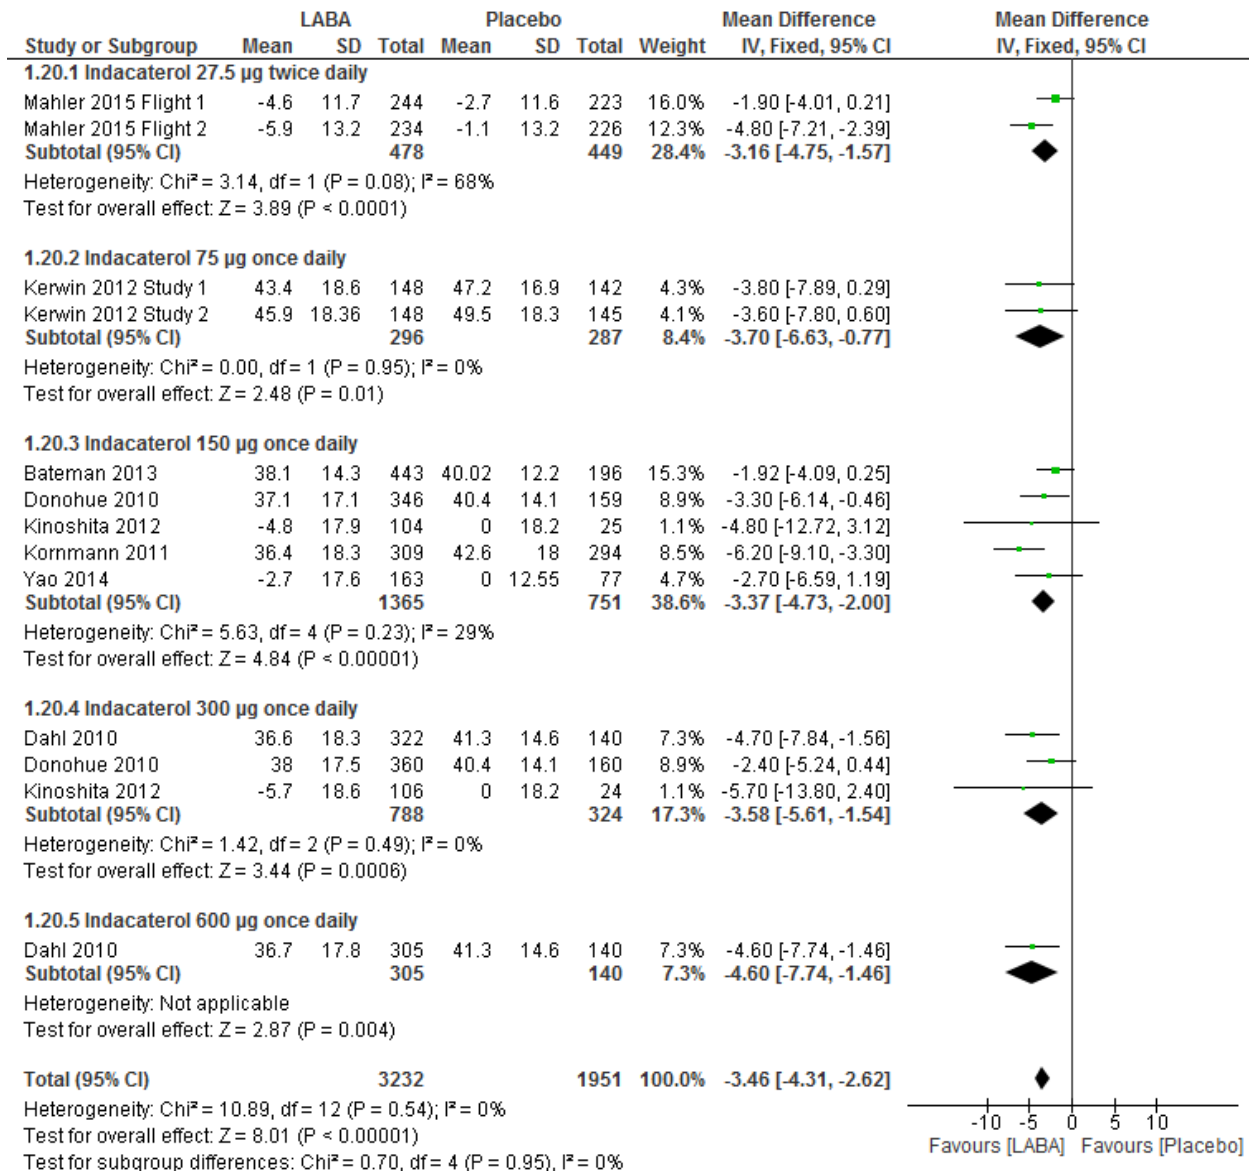 LABA Placebo Mean Difference Mean Difference
Study or Subgroup Mean SD Total Mean SD Total Weight IV, Fixed, 95% CI IV, Fixed, 95% CI
1.20.1 Indacaterol 27.5 µg twice daily
Mahler 2015 Flight 1 -4.6 11.7 244 -2.7 11.6 223 16.0% -1.90 [-4.01, 0.21]
Mahler 2015 Flight 2 -5.9 13.2 234 -1.1 13.2 226 12.3% -4.80 [-7.21, -2.39]
Subtotal (95% CI) 478 449 28.4% -3.16 [-4.75, -1.57]
Heterogeneity: Chi² = 3.14, df = 1 (P = 0.08); I² = 68%
Test for overall effect: Z = 3.89 (P < 0.0001)
1.20.2 Indacaterol 75 µg once daily
Kerwin 2012 Study 1 43.4 18.6 148 47.2 16.9 142 4.3% -3.80 [-7.89, 0.29]
Kerwin 2012 Study 2 45.9 18.36 148 49.5 18.3 145 4.1% -3.60 [-7.80, 0.60]
Subtotal (95% CI) 296 287 8.4% -3.70 [-6.63, -0.77]
Heterogeneity: Chi² = 0.00, df = 1 (P = 0.95); I² = 0%
Test for overall effect: Z = 2.48 (P = 0.01)
1.20.3 Indacaterol 150 µg once daily
Bateman 2013 38.1 14.3 443 40.02 12.2 196 15.3% -1.92 [-4.09, 0.25]
Donohue 2010 37.1 17.1 346 40.4 14.1 159 8.9% -3.30 [-6.14, -0.46]
Kinoshita 2012 -4.8 17.9 104 0 18.2 25 1.1% -4.80 [-12.72, 3.12]
Kornmann 2011 36.4 18.3 309 42.6 18 294 8.5% -6.20 [-9.10, -3.30]
Yao 2014 -2.7 17.6 163 0 12.55 77 4.7% -2.70 [-6.59, 1.19]
Subtotal (95% CI) 1365 751 38.6% -3.37 [-4.73, -2.00]
Heterogeneity: Chi² = 5.63, df = 4 (P = 0.23); I² = 29%
Test for overall effect: Z = 4.84 (P < 0.00001)
1.20.4 Indacaterol 300 µg once daily
Dahl 2010 36.6 18.3 322 41.3 14.6 140 7.3% -4.70 [-7.84, -1.56]
Donohue 2010 38 17.5 360 40.4 14.1 160 8.9% -2.40 [-5.24, 0.44]
Kinoshita 2012 -5.7 18.6 106 0 18.2 24 1.1% -5.70 [-13.80, 2.40]
Subtotal (95% CI) 788 324 17.3% -3.58 [-5.61, -1.54]
Heterogeneity: Chi² = 1.42, df = 2 (P = 0.49); I² = 0%
Test for overall effect: Z = 3.44 (P = 0.0006)
1.20.5 Indacaterol 600 µg once daily
Dahl 2010 36.7 17.8 305 41.3 14.6 140 7.3% -4.60 [-7.74, -1.46]
Subtotal (95% CI) 305 140 7.3% -4.60 [-7.74, -1.46]
Heterogeneity: Not applicable
Test for overall effect: Z = 2.87 (P = 0.004)
Total (95% CI) 3232 1951 100.0% -3.46 [-4.31, -2.62]
Heterogeneity: Chi² = 10.89, df = 12 (P = 0.54); I² = 0%
Test for overall effect: Z = 8.01 (P < 0.00001)
Test for subgroup differences: Chi² = 0.70, df = 4 (P = 0.95), I² = 0%
-10 -5 0 5 10
Favours [LABA] Favours [Placebo]